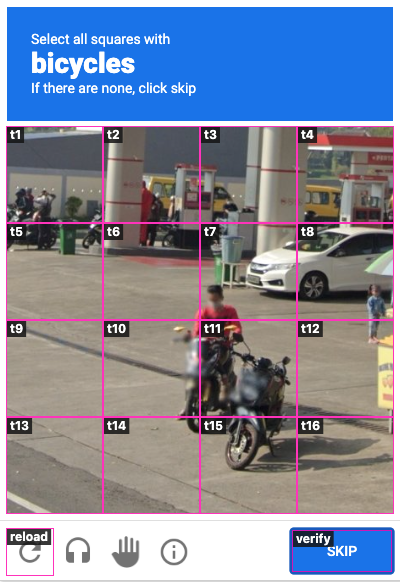 Select all squares with
bicycles
If there are none, click skip
t1
t2
t3
t4
t5
t6
t7
t8
t9
t10
t11
t12
t13
t14
t15
t16
reload
verify
SKIP